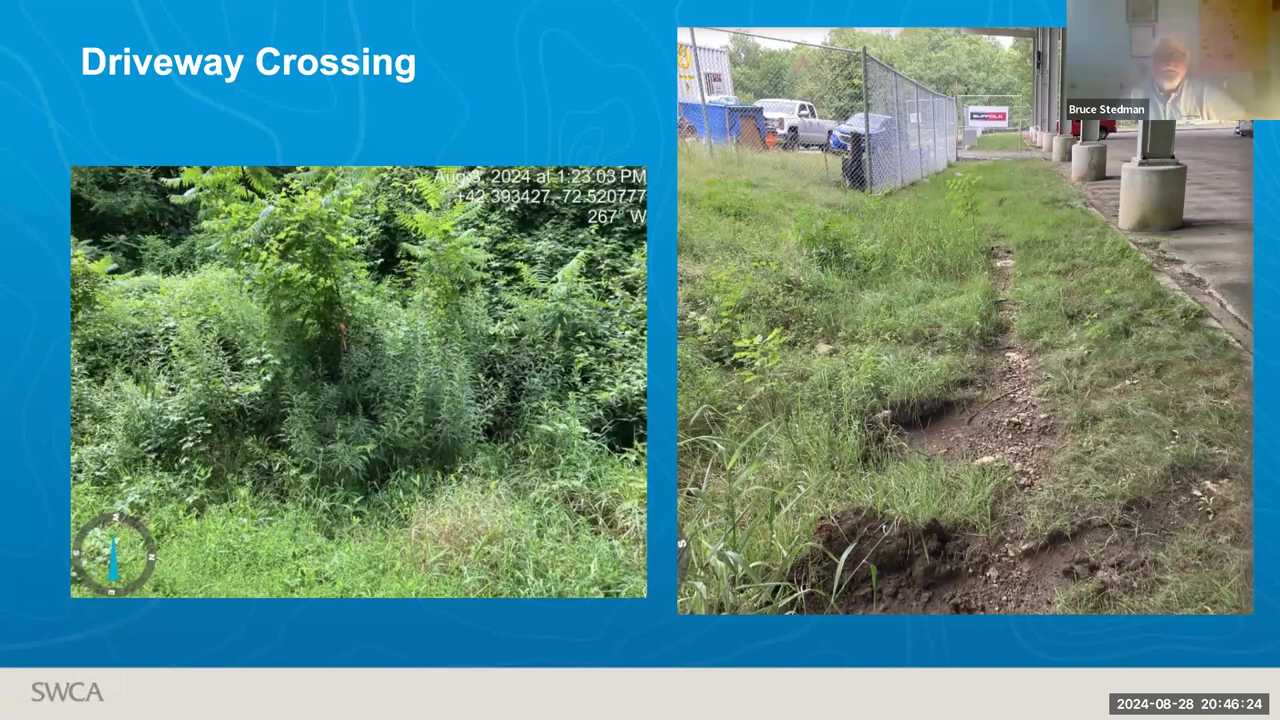 Driveway Crossing
Aug 8, 2024 at 1:23:03 PM
+42.393427,-72.520777
267° W
SUFFOLK
Bruce Stedman
SWCA
2024-08-28 20:46:24